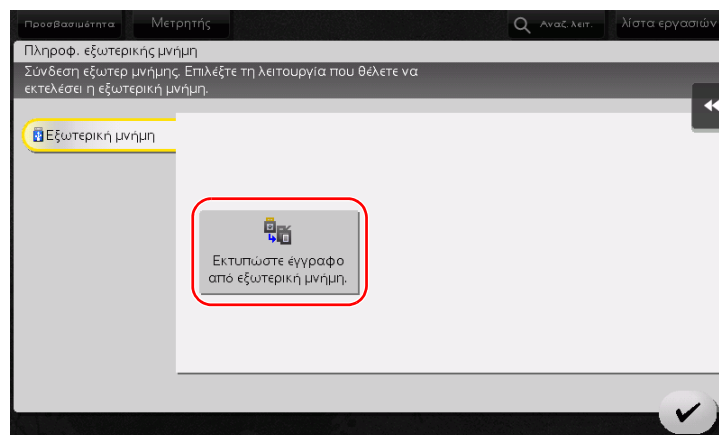 Προσβασιμότητα Μετρητής Αναζ. λειτ. λίστα εργασιών
Πληροφ. εξωτερικής μνήμη
Σύνδεση εξωτερ μνήμης. Επιλέξτε τη λειτουργία που θέλετε να
εκτελέσει η εξωτερική μνήμη.
Εξωτερική μνήμη
Εκτυπώστε έγγραφο
από εξωτερική μνήμη.